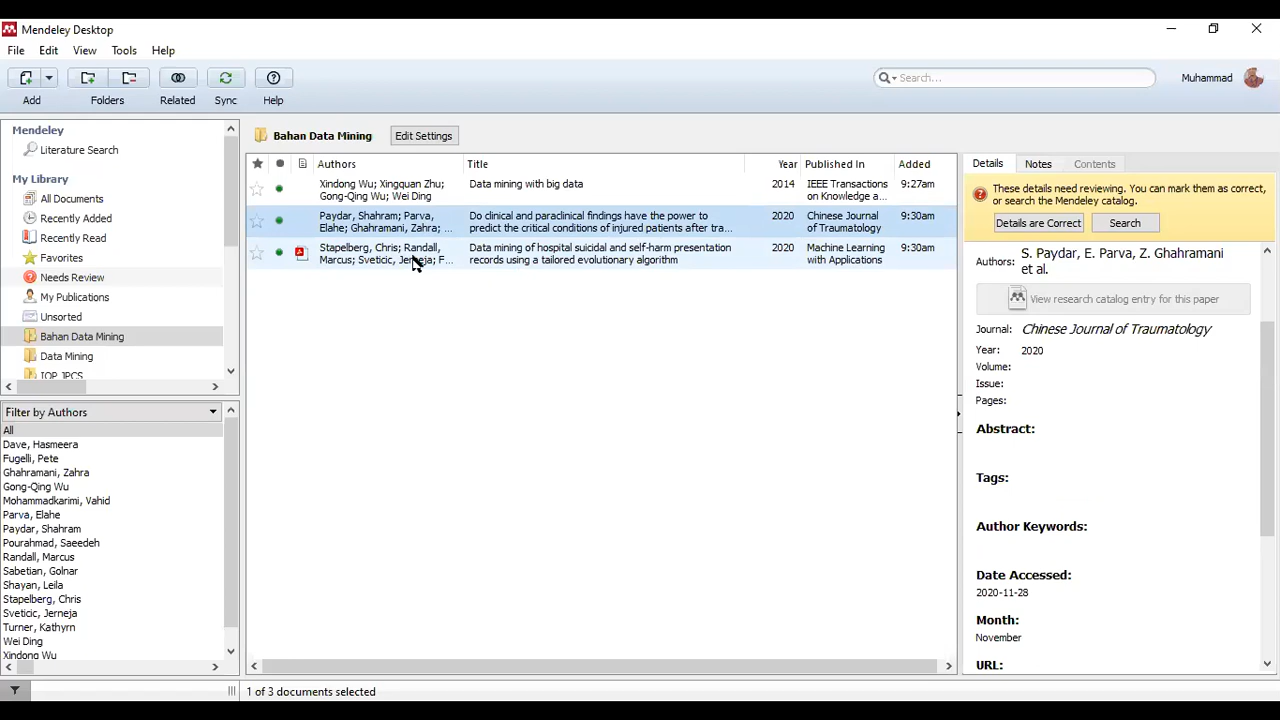 Mendeley Desktop
File Edit View Tools Help
Search...
Muhammad
Add Folders Related Sync Help
Mendeley
Literature Search
My Library
All Documents
Recently Added
Recently Read
Favorites
Needs Review
My Publications
Unsorted
Bahan Data Mining
Data Mining
IOP JPCS
Filter by Authors
All
Dave, Hasmeera
Fugelli, Pete
Ghahramani, Zahra
Gong-Qing Wu
Mohammadkarimi, Vahid
Parva, Elahe
Paydar, Shahram
Pourahmad, Saeedeh
Randall, Marcus
Sabetian, Golnar
Shayan, Leila
Stapelberg, Chris
Sveticic, Jerneja
Turner, Kathyrn
Wei Ding
Xindong Wu
Bahan Data Mining Edit Settings
Authors Title Year Published In Added
Xindong Wu; Xingquan Zhu; Data mining with big data 2014 IEEE Transactions 9:27am
Gong-Qing Wu; Wei Ding on Knowledge a...
Paydar, Shahram; Parva, Do clinical and paraclinical findings have the power to 2020 Chinese Journal 9:30am
Elahe; Ghahramani, Zahra; ... predict the critical conditions of injured patients after tra... of Traumatology
Stapelberg, Chris; Randall, Data mining of hospital suicidal and self-harm presentation 2020 Machine Learning 9:30am
Marcus; Sveticic, Jerneja; F... records using a tailored evolutionary algorithm with Applications
1 of 3 documents selected
Details Notes Contents
These details need reviewing. You can mark them as correct,
or search the Mendeley catalog.
Details are Correct Search
Authors: S. Paydar, E. Parva, Z. Ghahramani
et al.
View research catalog entry for this paper
Journal: Chinese Journal of Traumatology
Year: 2020
Volume:
Issue:
Pages:
Abstract:
Tags:
Author Keywords:
Date Accessed:
2020-11-28
Month:
November
URL: